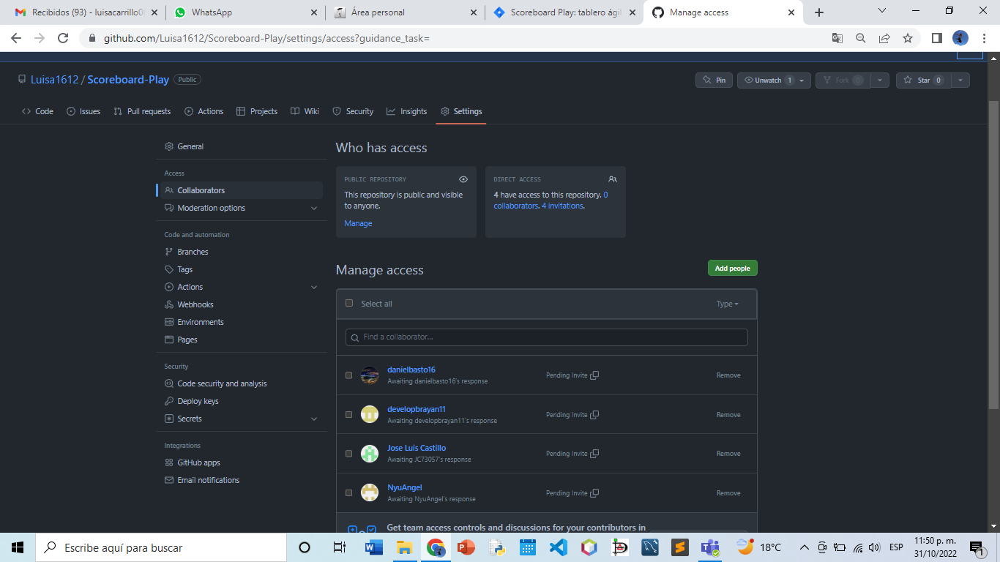 Recibidos (93) - luisacarrillo0
WhatsApp
Área personal
Scoreboard Play: tablero ágil
Manage access
github.com/Luisa1612/Scoreboard-Play/settings/access?guidance_task=
Luisa1612 / Scoreboard-Play Public
Pin
Unwatch 1
Fork 0
Star 0
Code
Issues
Pull requests
Actions
Projects
Wiki
Security
Insights
Settings
General
Access
Collaborators
Moderation options
Code and automation
Branches
Tags
Actions
Webhooks
Environments
Pages
Security
Code security and analysis
Deploy keys
Secrets
Integrations
GitHub apps
Email notifications
Who has access
PUBLIC REPOSITORY
This repository is public and visible
to anyone.
Manage
DIRECT ACCESS
4 have access to this repository. 0
collaborators. 4 invitations.
Manage access
Add people
Select all
Type
Find a collaborator...
danielbasto16
Awaiting danielbasto16's response
Pending Invite
Remove
developbrayan11
Awaiting developbrayan11's response
Pending Invite
Remove
Jose Luis Castillo
Awaiting JC73057's response
Pending Invite
Remove
NyuAngel
Awaiting NyuAngel's response
Pending Invite
Remove
Get team access controls and discussions for your contributors in
Escribe aquí para buscar
18°C
ESP
11:50 p. m.
31/10/2022
1